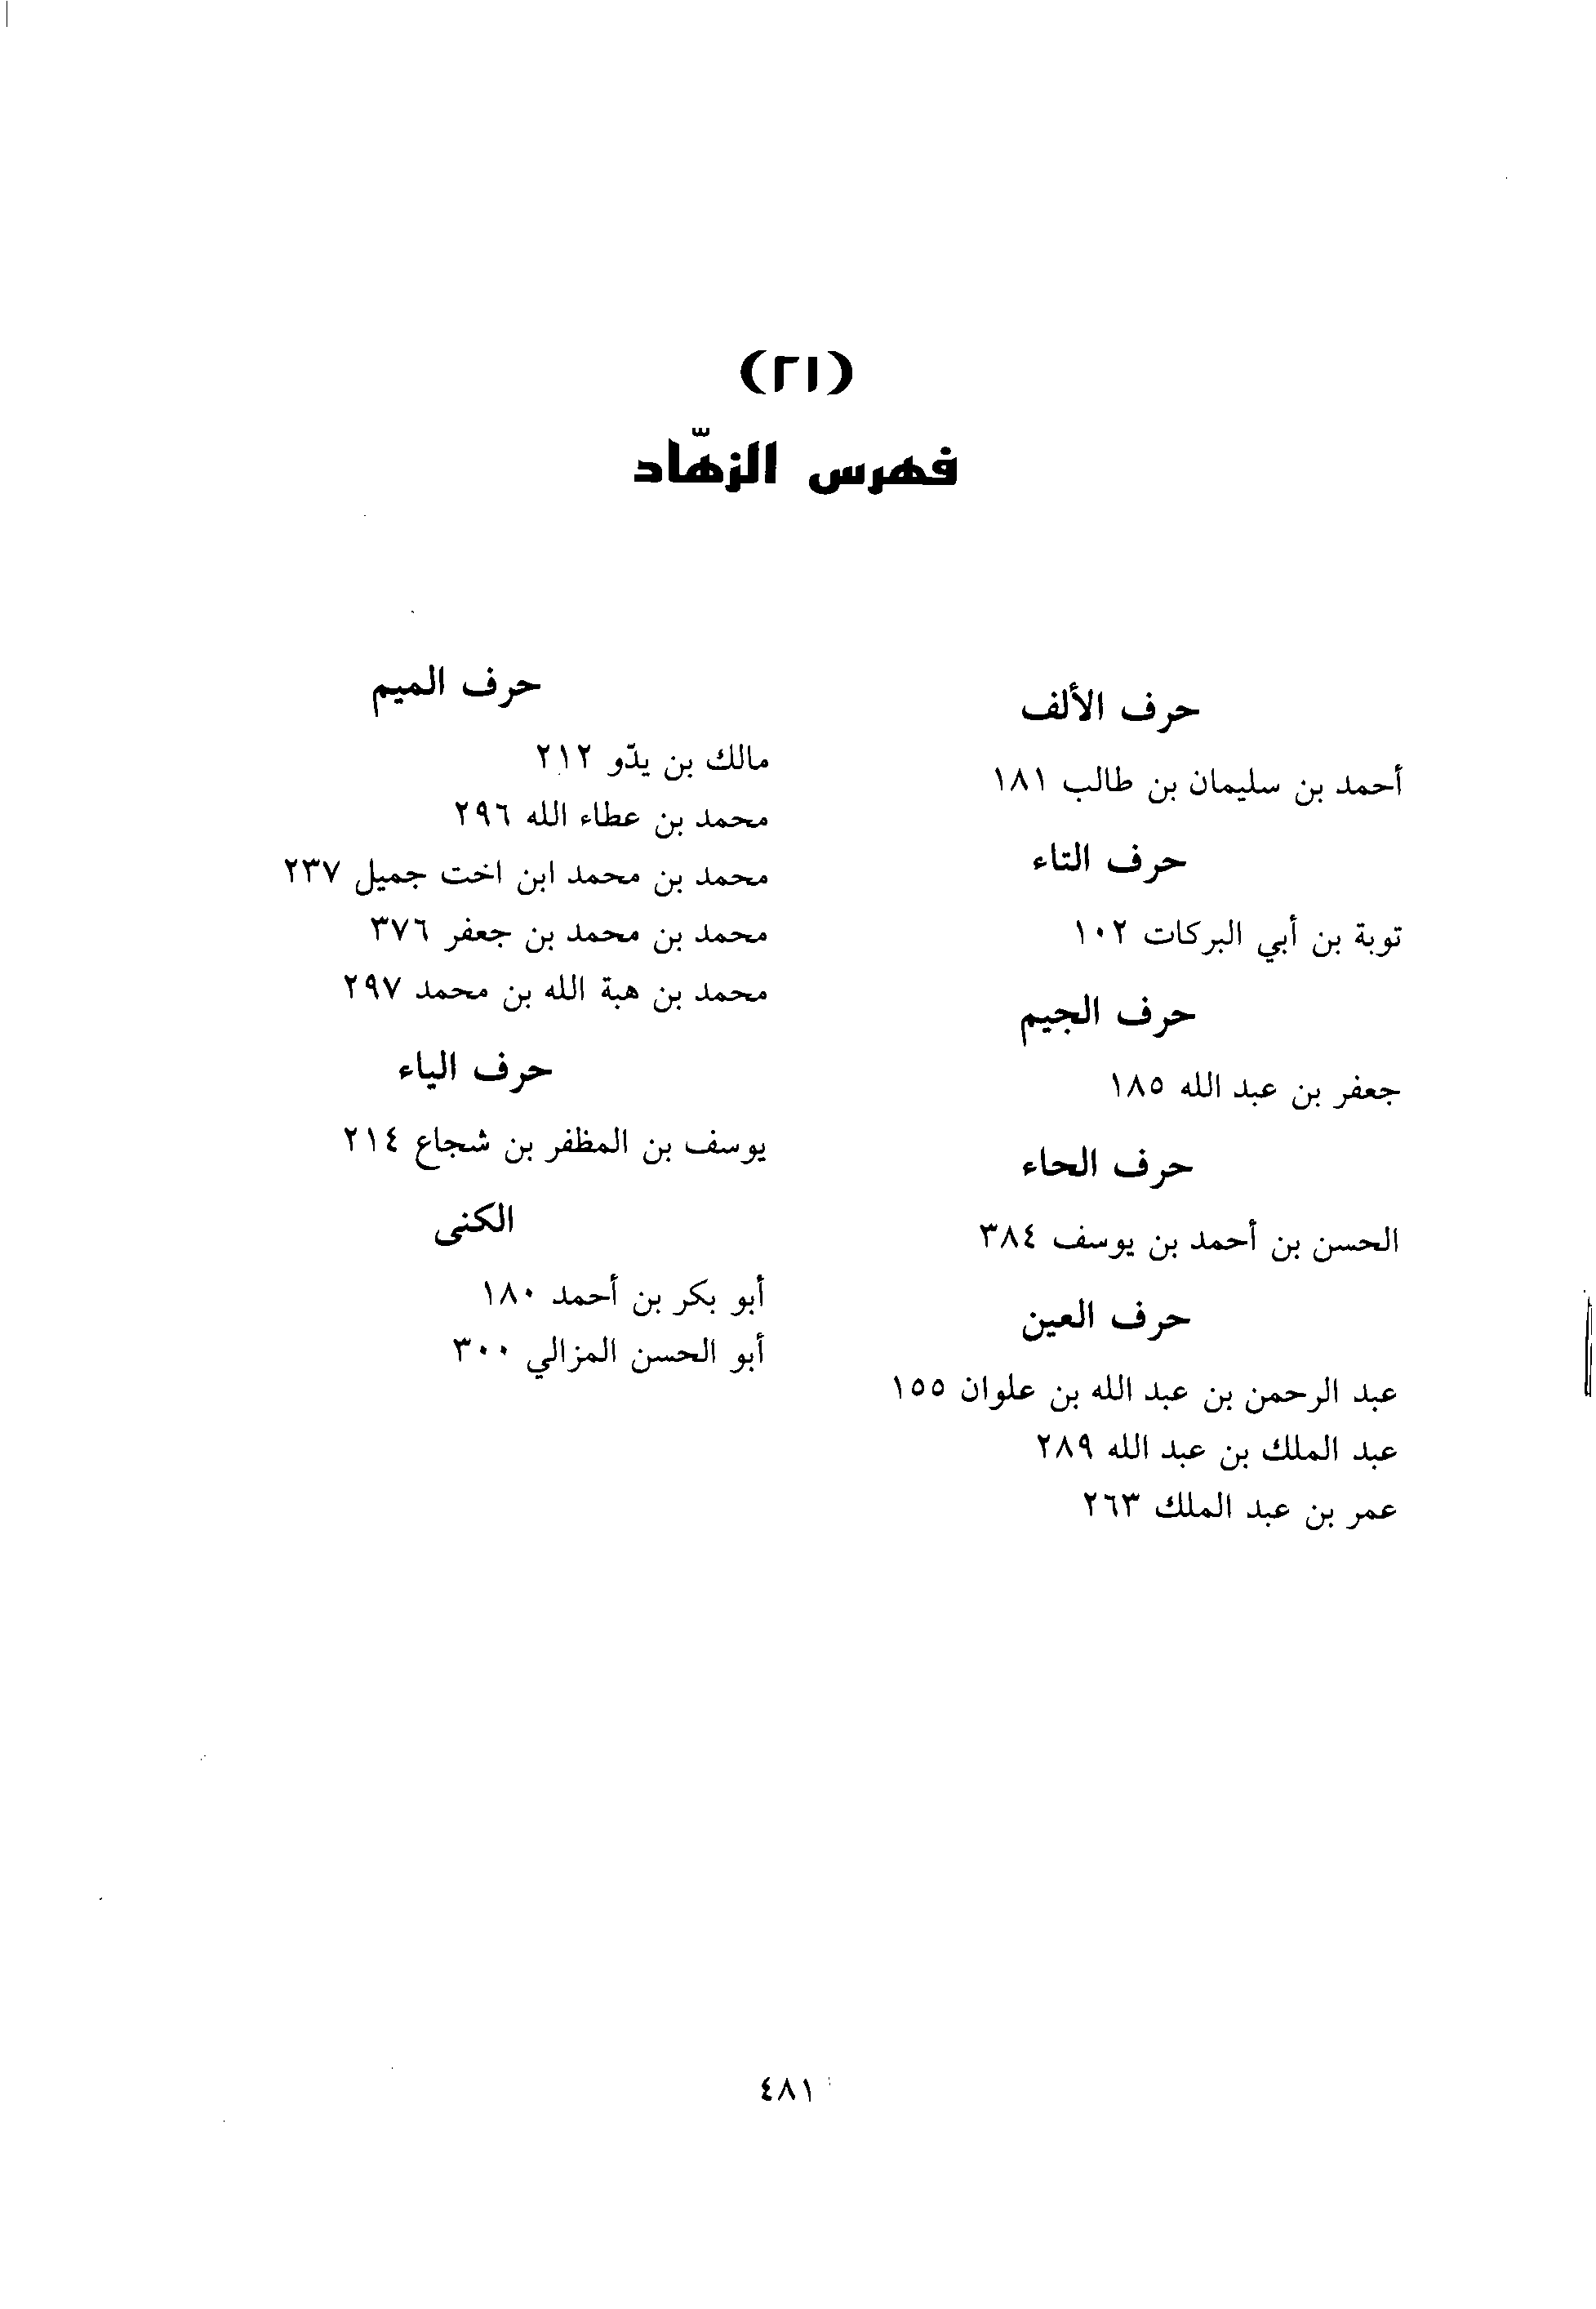 (٢١)
فهرس الزهّاد
حرف الألف
أحمد بن سليمان بن طالب ١٨١
حرف التاء
توبة بن أبي البركات ١٠٢
حرف الجيم
جعفر بن عبد الله ١٨٥
حرف الحاء
الحسن بن أحمد بن يوسف ٣٨٤
حرف العين
عبد الرحمن بن عبد الله بن علوان ١٥٥
عبد الملك بن عبد الله ٢٨٩
عمر بن عبد الملك ٢٦٣
حرف الميم
مالك بن يدّو ٢١٢
محمد بن عطاء الله ٢٩٦
محمد بن محمد ابن اخت جميل ٢٣٧
محمد بن محمد بن جعفر ٣٧٦
محمد بن هبة الله بن محمد ٢٩٧
حرف الياء
يوسف بن المظفر بن شجاع ٢١٤
الكنى
أبو بكر بن أحمد ١٨٠
أبو الحسن المزالي ٣٠٠
٤٨١